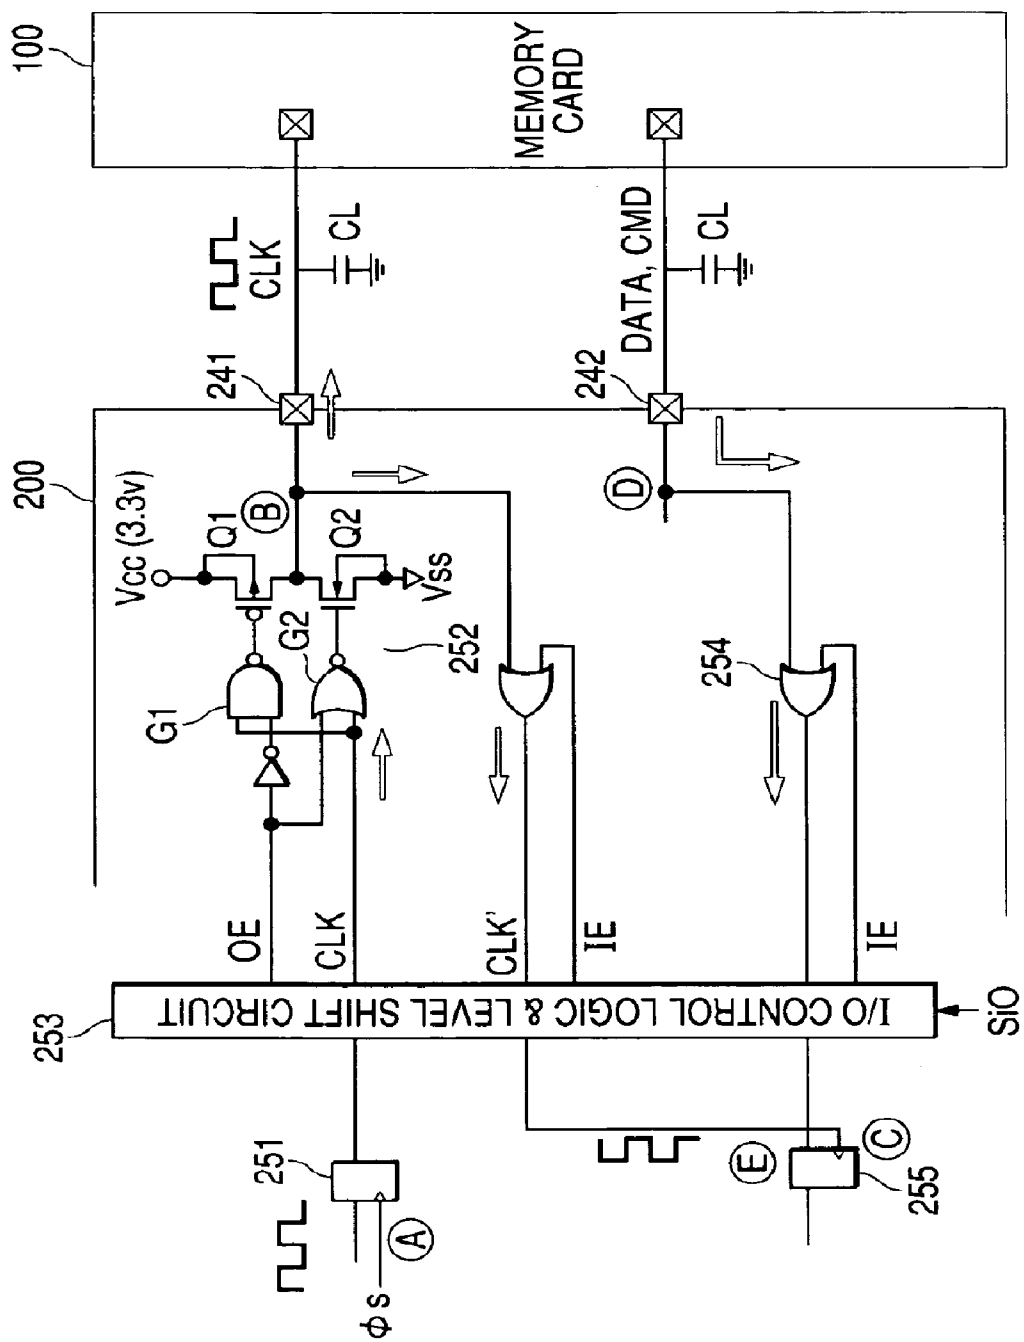 100
MEMORY
CARD
CLK
CL
DATA, CMD
CL
241
242
200
Vcc (3.3v)
Q1
B
Q2
Vss
D
G1
G2
252
254
OE
CLK
CLK'
IE
IE
253
I/O CONTROL LOGIC & LEVEL SHIFT CIRCUIT
SiO
251
A
ϕs
E
C
255